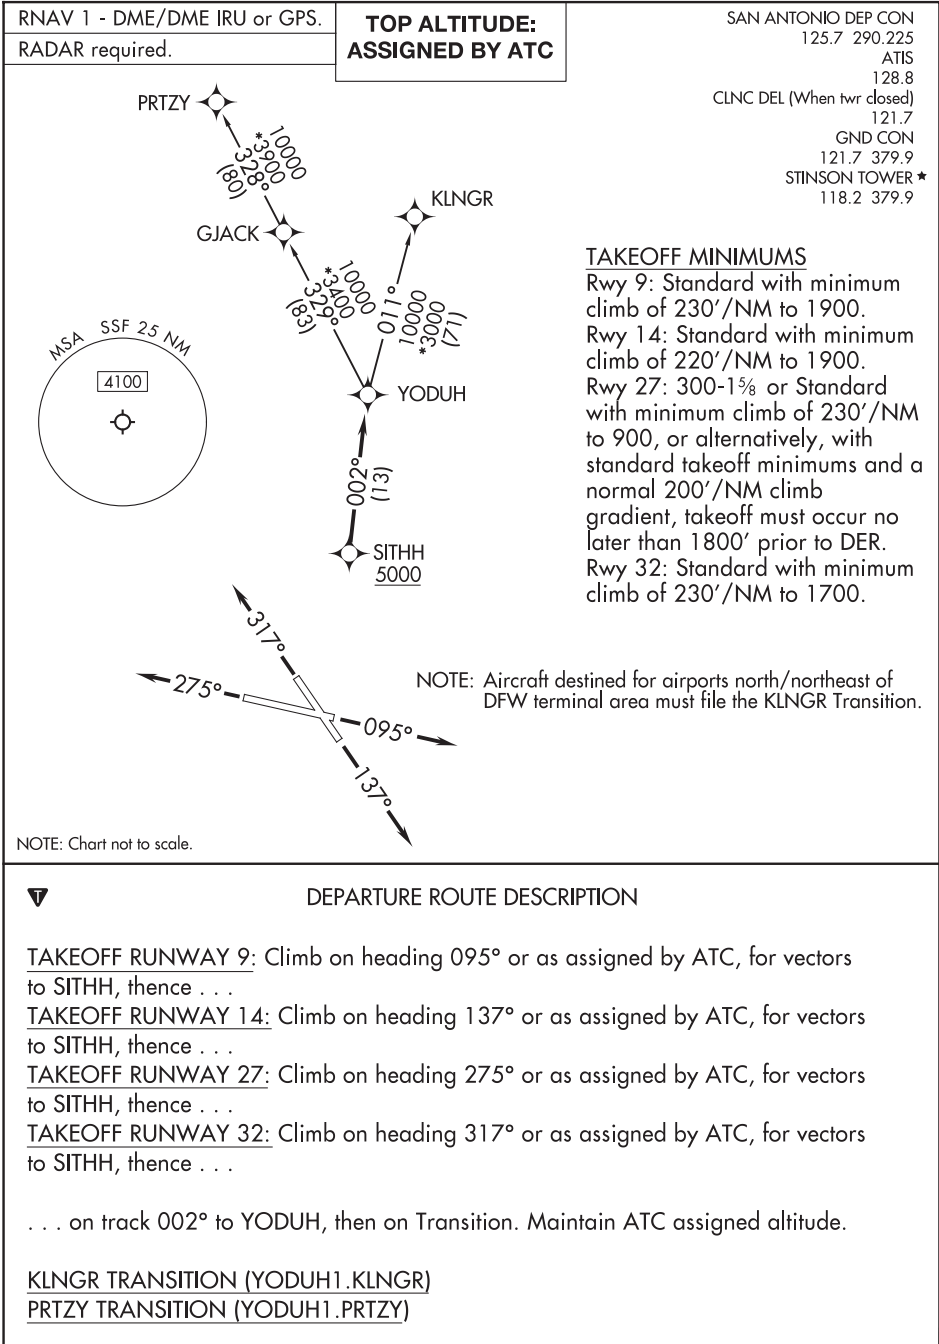 RNAV 1 - DME/DME IRU or GPS.
RADAR required.
TOP ALTITUDE:
ASSIGNED BY ATC
SAN ANTONIO DEP CON
125.7 290.225
ATIS
128.8
CLNC DEL (When twr closed)
121.7
GND CON
121.7 379.9
STINSON TOWER ★
118.2 379.9
PRTZY
10000
*3900
328°
(80)
GJACK
KLNGR
10000
*3400
329°
(83)
011°
10000
*3000
(71)
YODUH
MSA SSF 25 NM
4100
002°
(13)
SITHH
5000
TAKEOFF MINIMUMS
Rwy 9: Standard with minimum
climb of 230'/NM to 1900.
Rwy 14: Standard with minimum
climb of 220'/NM to 1900.
Rwy 27: 300-1⅝ or Standard
with minimum climb of 230'/NM
to 900, or alternatively, with
standard takeoff minimums and a
normal 200'/NM climb
gradient, takeoff must occur no
later than 1800' prior to DER.
Rwy 32: Standard with minimum
climb of 230'/NM to 1700.
317°
275°
095°
137°
NOTE: Aircraft destined for airports north/northeast of
DFW terminal area must file the KLNGR Transition.
NOTE: Chart not to scale.
T
DEPARTURE ROUTE DESCRIPTION
TAKEOFF RUNWAY 9: Climb on heading 095° or as assigned by ATC, for vectors
to SITHH, thence . . .
TAKEOFF RUNWAY 14: Climb on heading 137° or as assigned by ATC, for vectors
to SITHH, thence . . .
TAKEOFF RUNWAY 27: Climb on heading 275° or as assigned by ATC, for vectors
to SITHH, thence . . .
TAKEOFF RUNWAY 32: Climb on heading 317° or as assigned by ATC, for vectors
to SITHH, thence . . .
. . . on track 002° to YODUH, then on Transition. Maintain ATC assigned altitude.
KLNGR TRANSITION (YODUH1.KLNGR)
PRTZY TRANSITION (YODUH1.PRTZY)